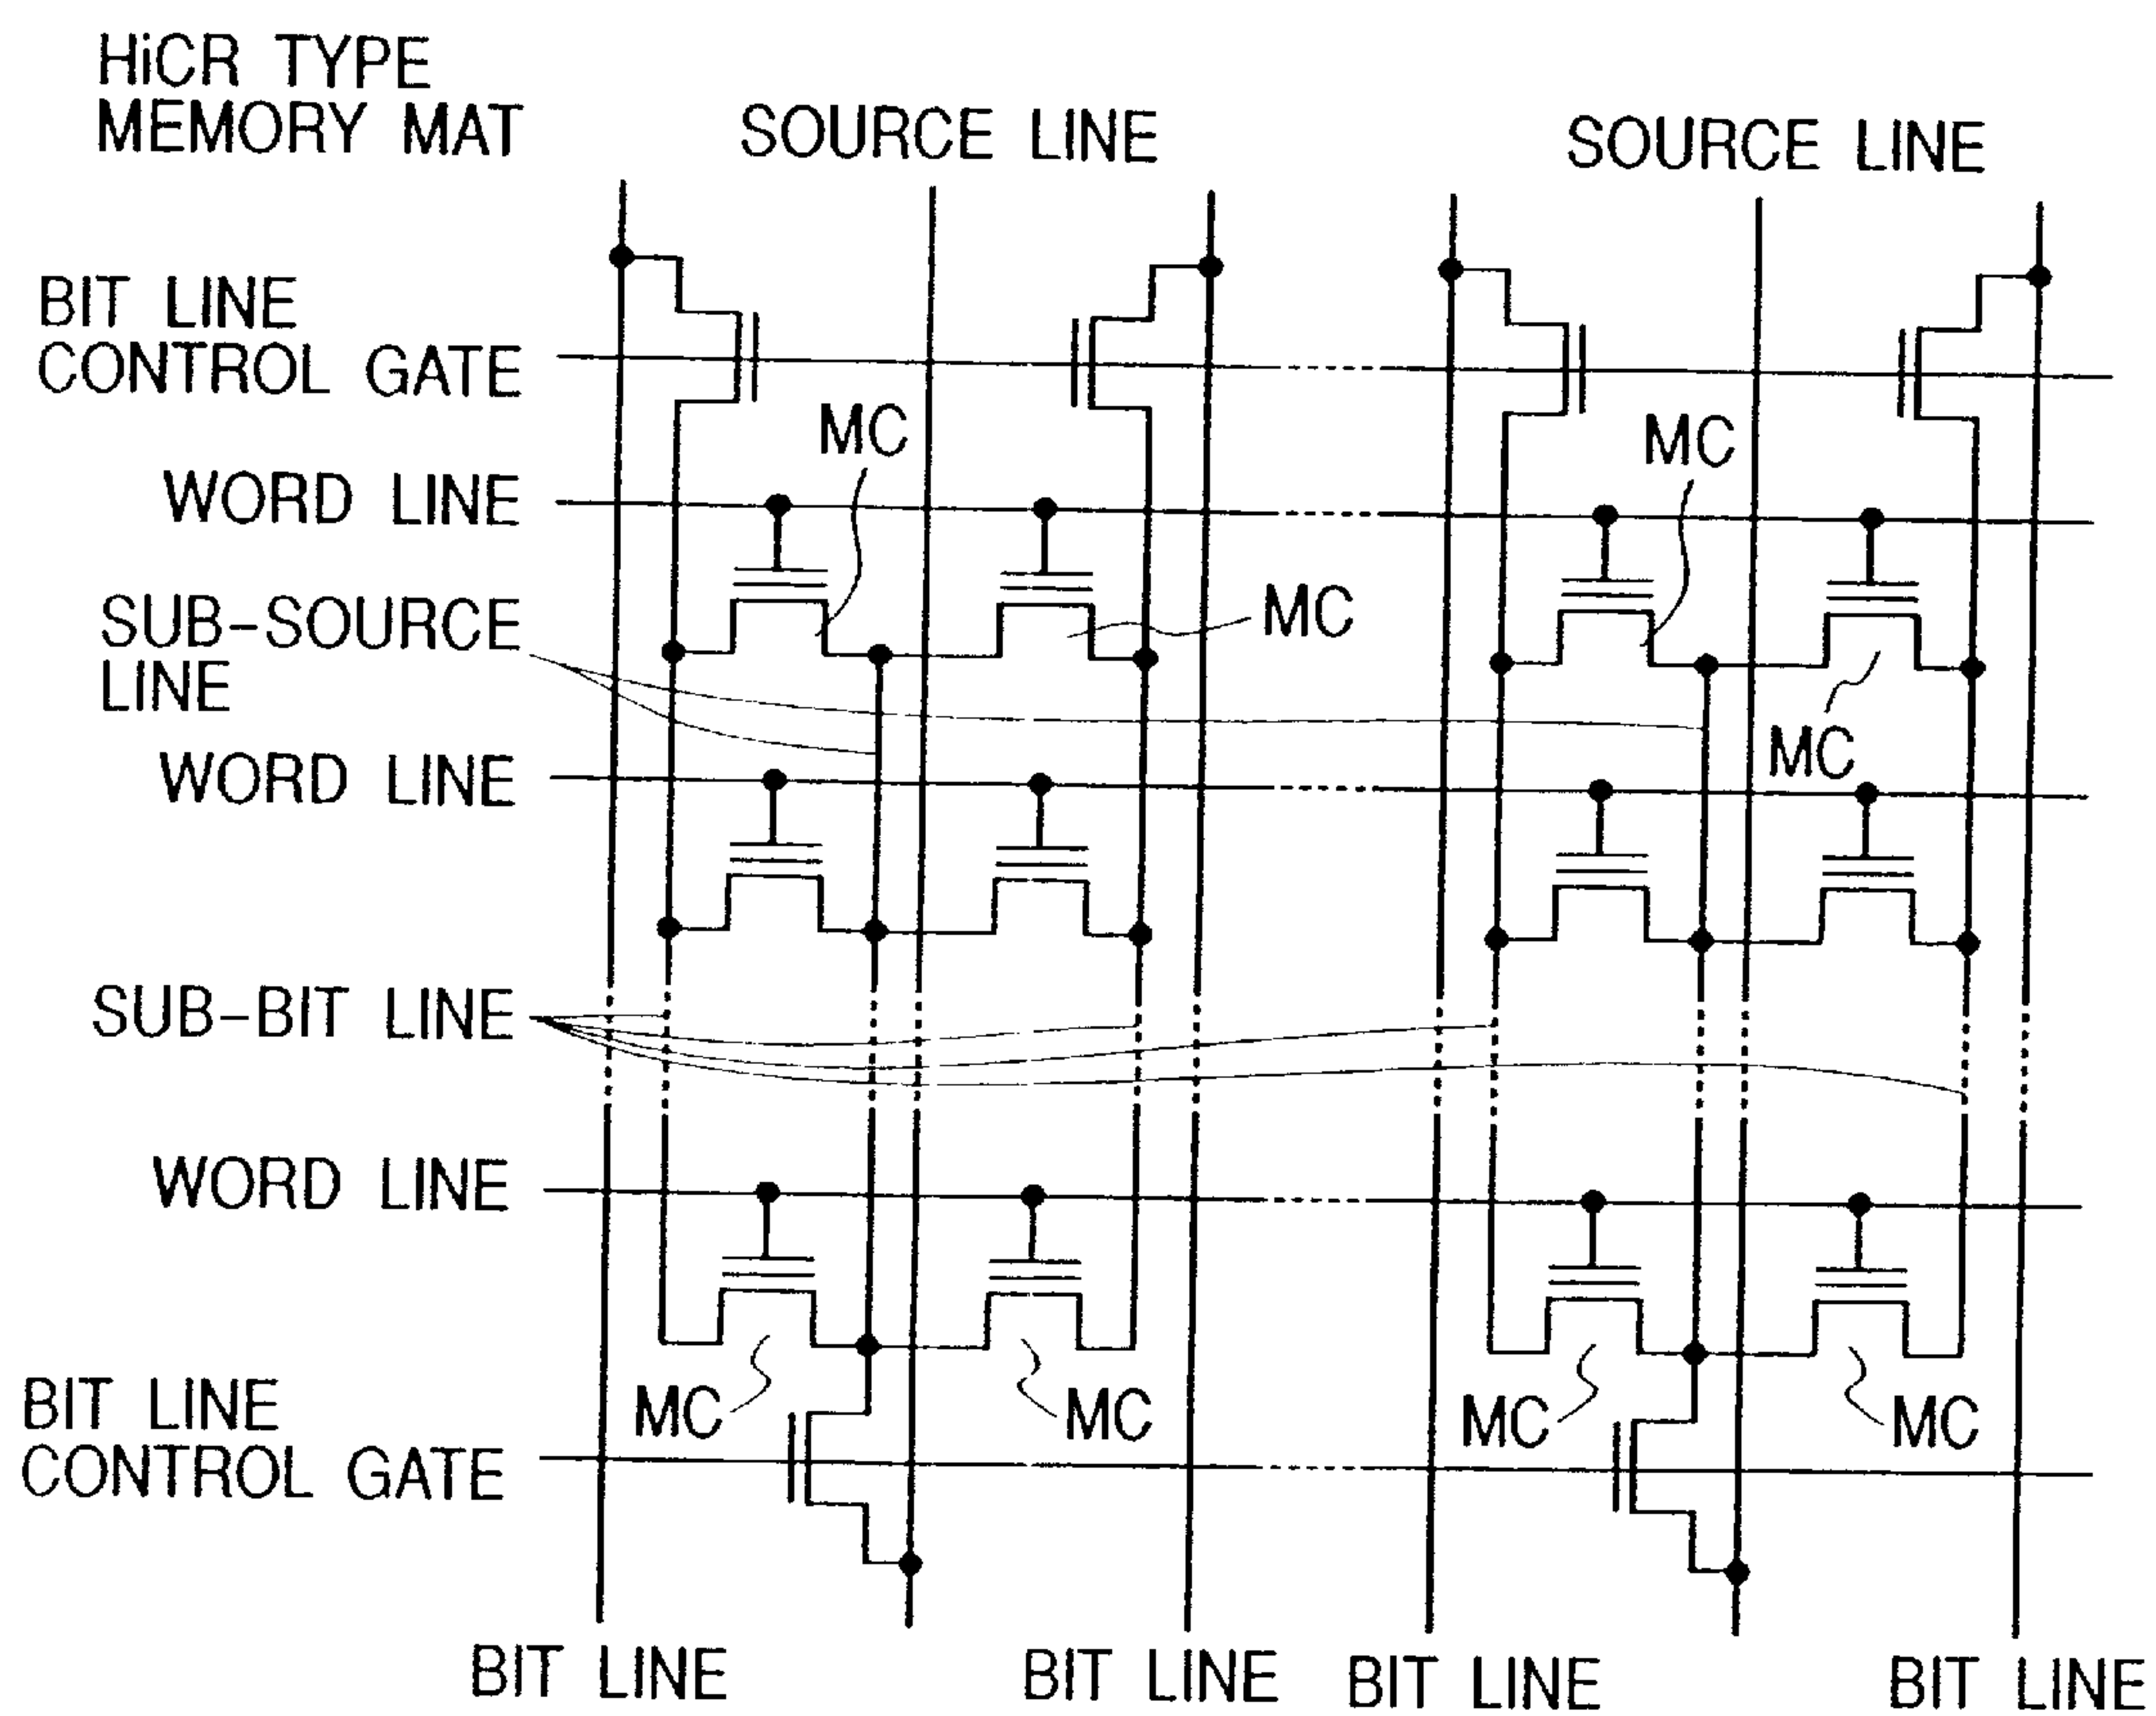 HiCR TYPE
MEMORY MAT
SOURCE LINE
SOURCE LINE
BIT LINE
CONTROL GATE
MC
MC
WORD LINE
SUB-SOURCE
LINE
MC
MC
WORD LINE
SUB-BIT LINE
WORD LINE
MC
MC
MC
MC
BIT LINE
CONTROL GATE
BIT LINE
BIT LINE
BIT LINE
BIT LINE